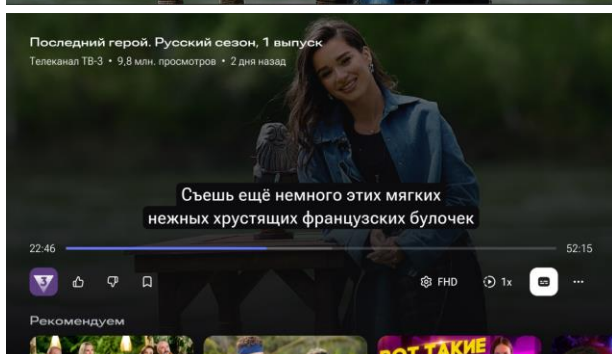 Последний герой. Русский сезон, 1 выпуск
Телеканал ТВ-3 • 9,8 млн. просмотров • 2 дня назад
Съешь ещё немного этих мягких
нежных хрустящих французских булочек
22:46
52:15
3
FHD
1x
Рекомендуем
ВОТ ТАКИЕ